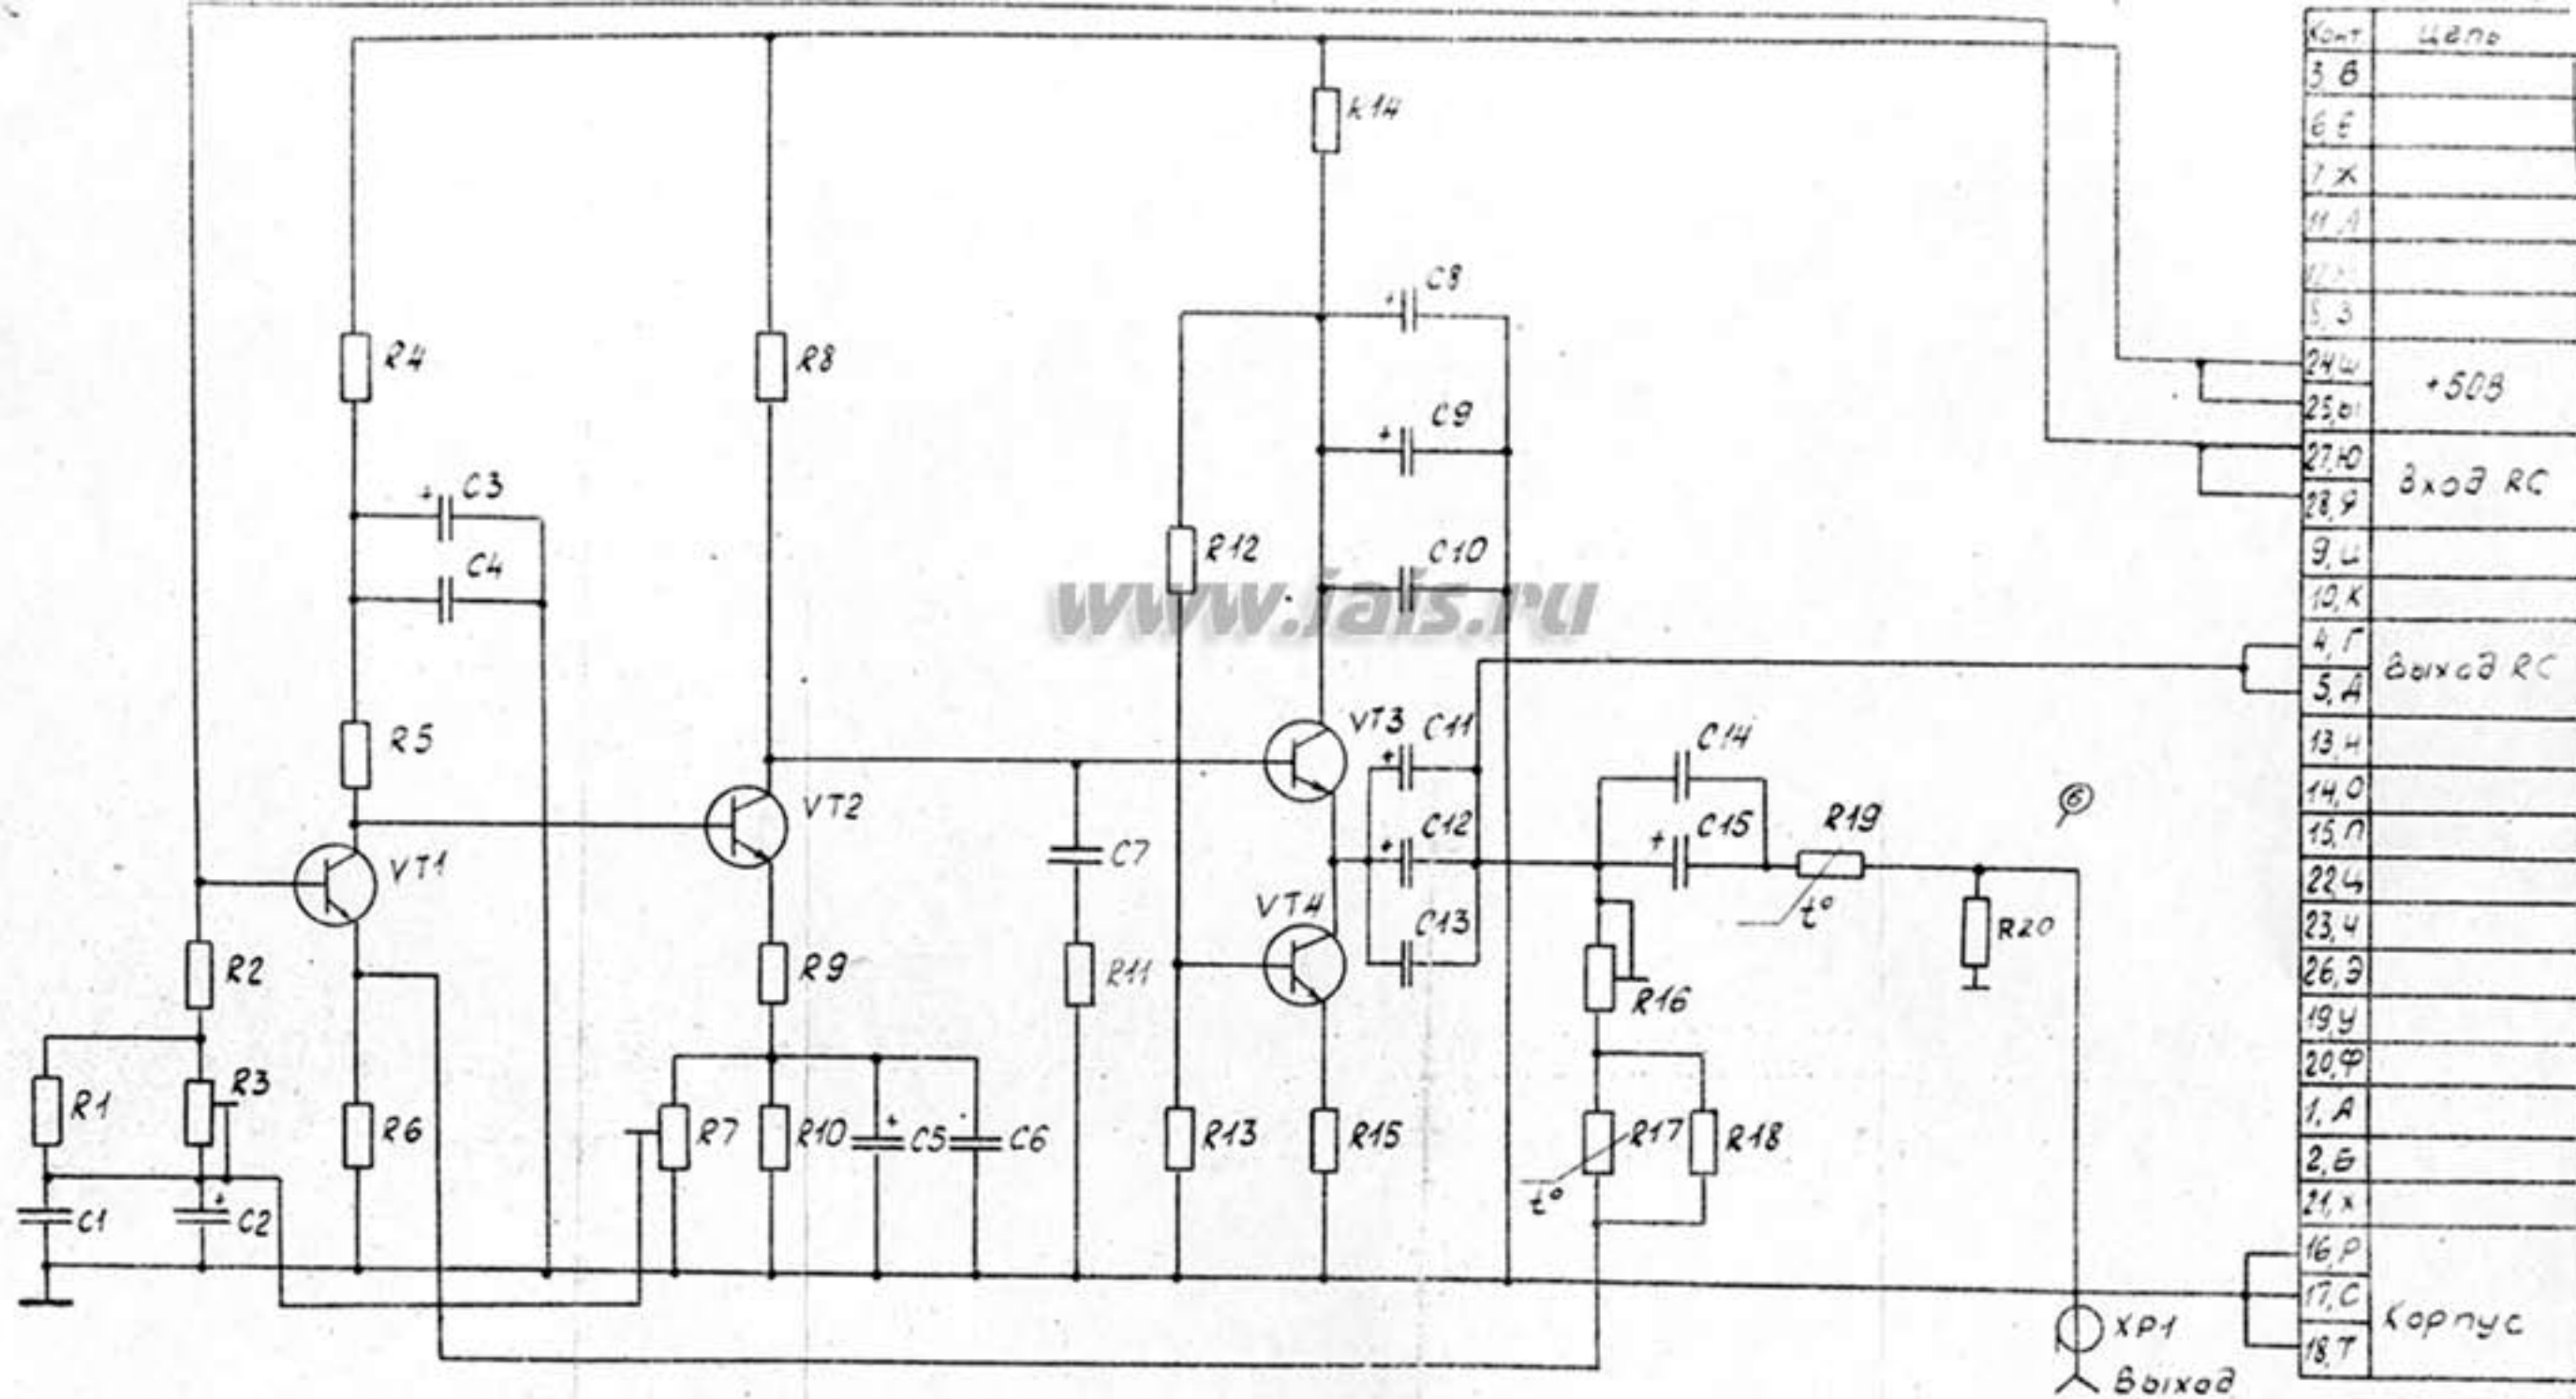 Конт Цепь
3 В
6 Е
7 Ж
11 Л
8, З
24Ш +50В
25,Ы
27,Ю Вход RC
28,Я
9, И
10, К
4, Г Выход RC
5, Д
13, Н
14, О
15, П
22 Ц
23, Ч
26, Э
19, У
20, Ф
1, А
2, Б
21, Х
16, Р
17, С Корпус
18, Т
R14
C8
R4
R8
C9
+ C3
R12
C10
C4
www.jais.ru
R5
VT3 C11
C14
6
VT2
C12
+ C15 R19
VT1
C7
VT4
t°
C13
R20
R2
R9
R11
R16
R3
R1
R6
R7
R10
+ C5
C6
R13
R15
R17
R18
t°
C1
+ C2
XP1
Выход